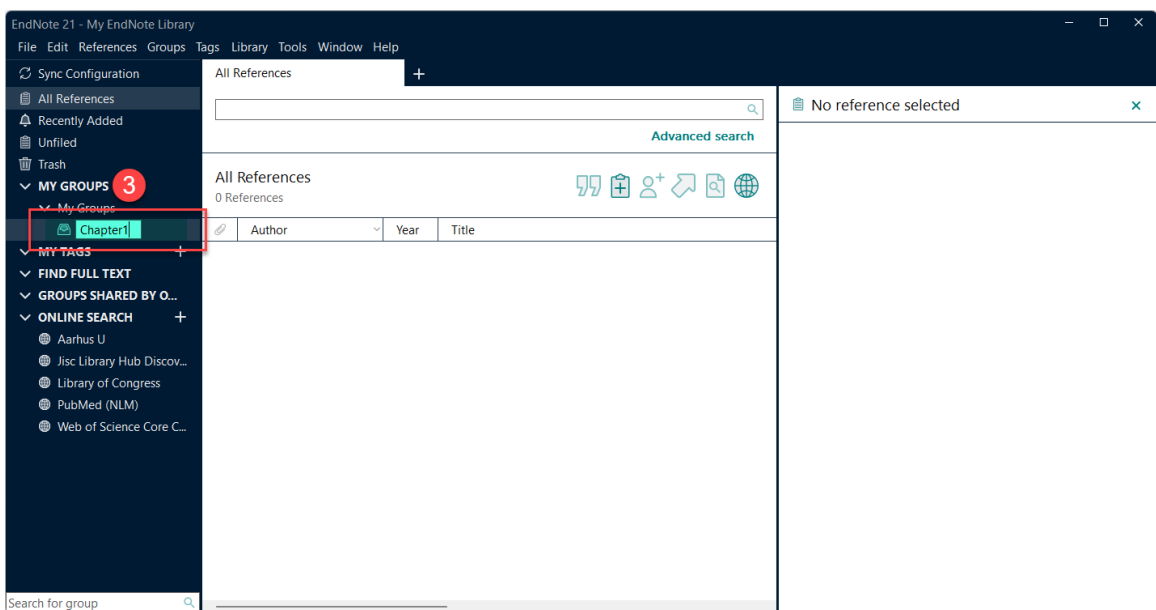 EndNote 21 - My EndNote Library
File Edit References Groups Tags Library Tools Window Help
Sync Configuration
All References
Recently Added
Unfiled
Trash
MY GROUPS
3
My Groups
Chapter1
MY TAGS
FIND FULL TEXT
GROUPS SHARED BY O...
ONLINE SEARCH
Aarhus U
Jisc Library Hub Discov...
Library of Congress
PubMed (NLM)
Web of Science Core C...
Search for group
All References
Advanced search
All References
0 References
Author Year Title
No reference selected